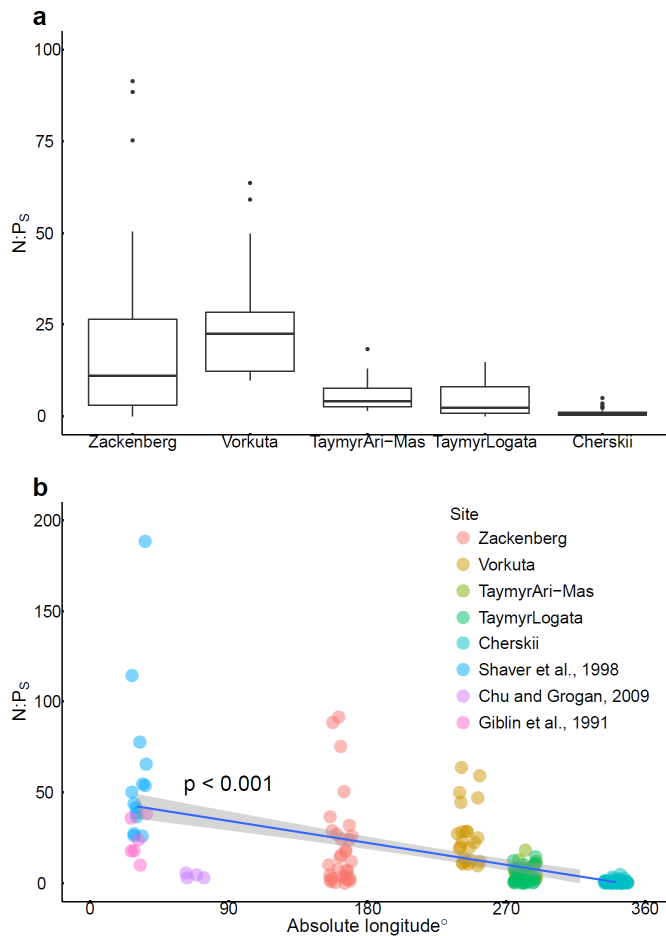 a
100
75
50
25
0
N:PS
Zackenberg Vorkuta TaymyrAri−Mas TaymyrLogata Cherskii
b
200
150
100
50
0
N:PS
p < 0.001
Site
Zackenberg
Vorkuta
TaymyrAri−Mas
TaymyrLogata
Cherskii
Shaver et al., 1998
Chu and Grogan, 2009
Giblin et al., 1991
0 90 180 270 360
Absolute longitude°